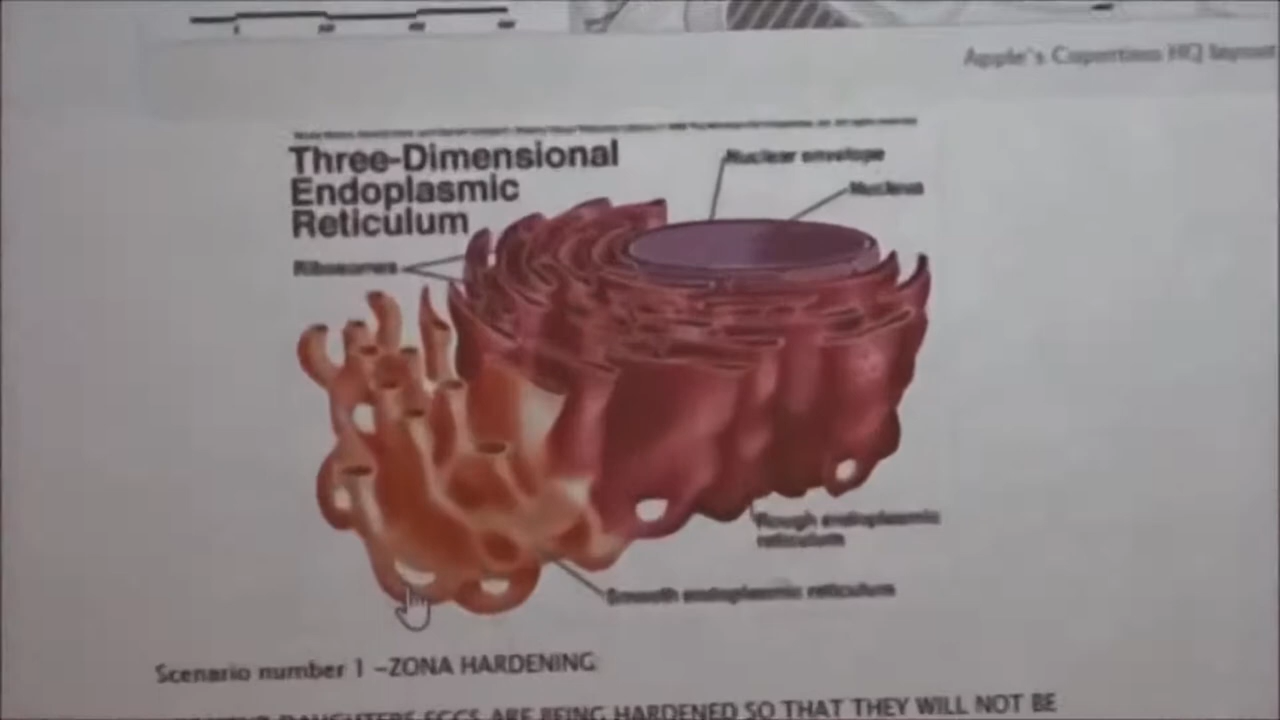 Apple's Cupertino HQ layout
Three-Dimensional
Endoplasmic
Reticulum
Nuclear envelope
Nucleus
Ribosomes
Rough endoplasmic
reticulum
Smooth endoplasmic reticulum
Scenario number 1 –ZONA HARDENING
DAUGHTERS EGGS ARE BEING HARDENED SO THAT THEY WILL NOT BE